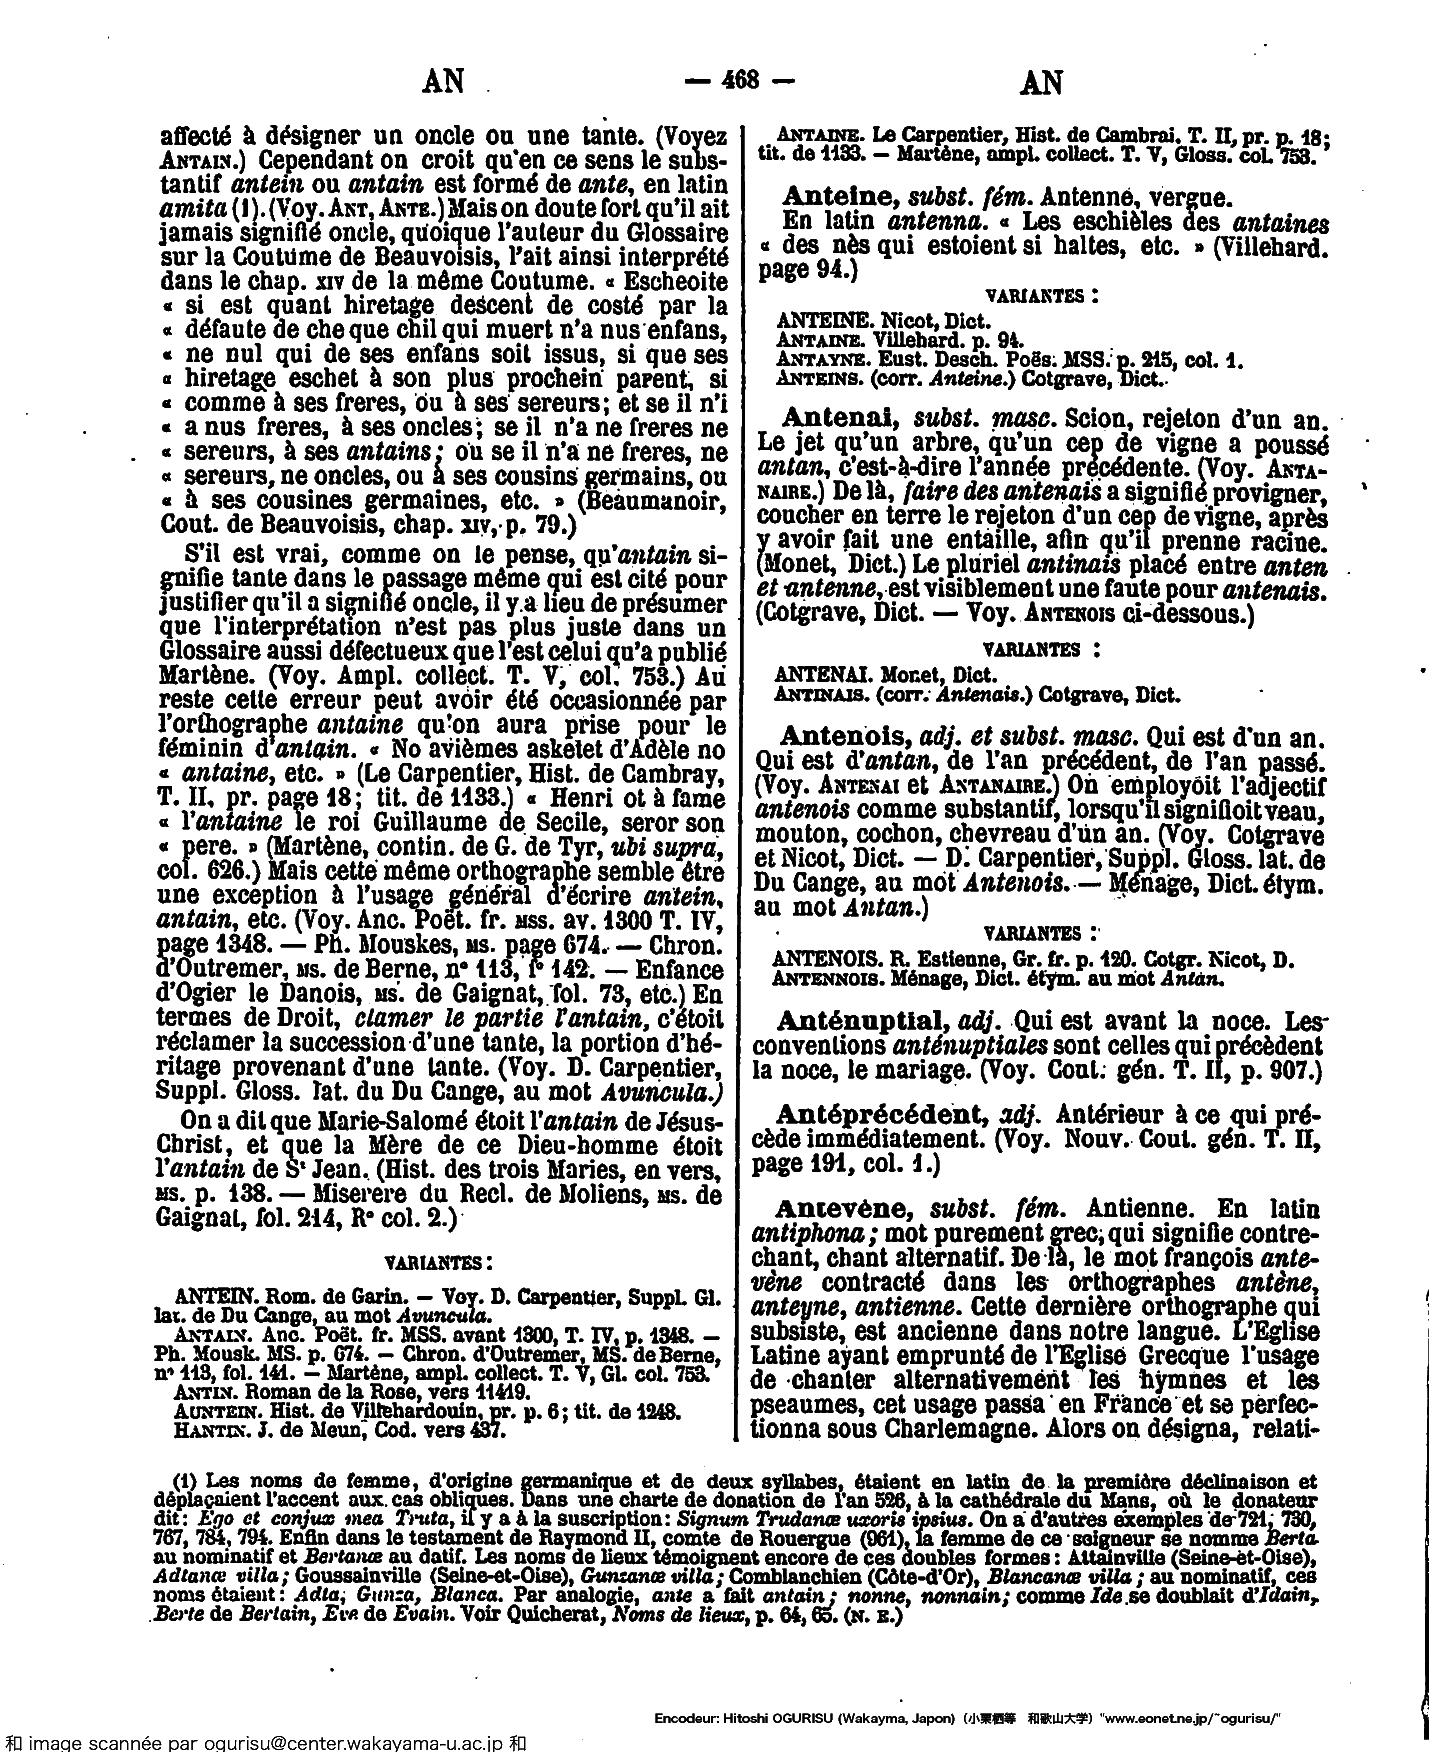 AN
— 468 —
AN
affecté à désigner un oncle ou une tante. (Voyez
ANTAIN.) Cependant on croit qu'en ce sens le subs-
tantif antein ou antain est formé de ante, en latin
amita (1). (Voy. ANT, ANTE.) Mais on doute fort qu'il ait
jamais signifié oncle, quoique l'auteur du Glossaire
sur la Coutume de Beauvoisis, l'ait ainsi interprété
dans le chap. XIV de la même Coutume. « Escheoite
« si est quant hiretage descent de costé par la
« défaute de che que chil qui muert n'a nus enfans,
« ne nul qui de ses enfans soit issus, si que ses
« hiretage eschet à son plus prochein parent, si
« comme à ses freres, ou à ses sereurs; et se il n'i
« a nus freres, à ses oncles; se il n'a ne freres ne
« sereurs, à ses antains; ou se il n'a ne freres, ne
« sereurs, ne oncles, ou à ses cousins germains, ou
« à ses cousines germaines, etc. » (Beaumanoir,
Cout. de Beauvoisis, chap. XIV, p. 79.)
S'il est vrai, comme on le pense, qu'antain si-
gnifie tante dans le passage même qui est cité pour
justifier qu'il a signifié oncle, il y a lieu de présumer
que l'interprétation n'est pas plus juste dans un
Glossaire aussi défectueux que l'est celui qu'a publié
Martène. (Voy. Ampl. collect. T. V, col. 753.) Au
reste cette erreur peut avoir été occasionnée par
l'orthographe antaine qu'on aura prise pour le
féminin d'antain. « No avièmes asketet d'Adèle no
« antaine, etc. » (Le Carpentier, Hist. de Cambray,
T. II, pr. page 18; tit. de 1133.) « Henri ot à fame
« l'antaine le roi Guillaume de Secile, seror son
« pere. » (Martène, contin. de G. de Tyr, ubi supra,
col. 626.) Mais cette même orthographe semble être
une exception à l'usage général d'écrire antein,
antain, etc. (Voy. Anc. Poët. fr. MSS. av. 1300 T. IV,
page 1348. — Ph. Mouskes, MS. page 674. — Chron.
d'Outremer, MS. de Berne, n° 113, f° 142. — Enfance
d'Ogier le Danois, MS. de Gaignat, fol. 73, etc.) En
termes de Droit, clamer le partie l'antain, c'étoit
réclamer la succession d'une tante, la portion d'hé-
ritage provenant d'une tante. (Voy. D. Carpentier,
Suppl. Gloss. lat. du Du Cange, au mot Avuncula.)
On a dit que Marie-Salomé étoit l'antain de Jésus-
Christ, et que la Mère de ce Dieu-homme étoit
l'antain de St Jean. (Hist. des trois Maries, en vers,
MS. p. 138. — Miserere du Recl. de Moliens, MS. de
Gaignat, fol. 214, R° col. 2.)
VARIANTES :
ANTEIN. Rom. de Garin. — Voy. D. Carpentier, Suppl. Gl.
lat. de Du Cange, au mot Avuncula.
ANTAIN. Anc. Poët. fr. MSS. avant 1300, T. IV, p. 1348. —
Ph. Mousk. MS. p. 674. — Chron. d'Outremer, MS. de Berne,
n° 113, fol. 141. — Martène, ampl. collect. T. V, Gl. col. 753.
ANTIN. Roman de la Rose, vers 11419.
AUNTEIN. Hist. de Villehardouin, pr. p. 6; tit. de 1248.
HANTIN. J. de Meun, Cod. vers 437.
ANTAINE. Le Carpentier, Hist. de Cambrai, T. II, pr. p. 18;
tit. de 1133. — Martène, ampl. collect. T. V, Gloss. col. 753.
Anteine, subst. fém. Antenne, vergue.
En latin antenna. « Les eschièles des antaines
« des nès qui estoient si haltes, etc. » (Villehard.
page 94.)
VARIANTES :
ANTEINE. Nicot, Dict.
ANTAINE. Villehard. p. 94.
ANTAYNE. Eust. Desch. Poës. MSS. p. 215, col. 1.
ANTEINS. (corr. Anteine.) Cotgrave, Dict.
Antenai, subst. masc. Scion, rejeton d'un an.
Le jet qu'un arbre, qu'un cep de vigne a poussé
antan, c'est-à-dire l'année précédente. (Voy. ANTA-
NAIRE.) De là, faire des antenais a signifié provigner,
coucher en terre le rejeton d'un cep de vigne, après
y avoir fait une entaille, afin qu'il prenne racine.
(Monet, Dict.) Le pluriel antinais placé entre anten
et antenne, est visiblement une faute pour antenais.
(Cotgrave, Dict. — Voy. ANTENOIS ci-dessous.)
VARIANTES :
ANTENAI. Monet, Dict.
ANTINAIS. (corr. Antenais.) Cotgrave, Dict.
Antenois, adj. et subst. masc. Qui est d'un an.
Qui est d'antan, de l'an précédent, de l'an passé.
(Voy. ANTENAI et ANTANAIRE.) On employoit l'adjectif
antenois comme substantif, lorsqu'il signifioit veau,
mouton, cochon, chevreau d'un an. (Voy. Cotgrave
et Nicot, Dict. — D. Carpentier, Suppl. Gloss. lat. de
Du Cange, au mot Antenois. — Ménage, Dict. étym.
au mot Antan.)
VARIANTES :
ANTENOIS. R. Estienne, Gr. fr. p. 120. Cotgr. Nicot, D.
ANTENNOIS. Ménage, Dict. étym. au mot Antan.
Anténuptial, adj. Qui est avant la noce. Les
conventions anténuptiales sont celles qui précèdent
la noce, le mariage. (Voy. Cout. gén. T. II, p. 907.)
Antéprécédent, adj. Antérieur à ce qui pré-
cède immédiatement. (Voy. Nouv. Cout. gén. T. II,
page 191, col. 1.)
Antevène, subst. fém. Antienne. En latin
antiphona; mot purement grec, qui signifie contre-
chant, chant alternatif. De là, le mot françois ante-
vène contracté dans les orthographes antène,
anteyne, antienne. Cette dernière orthographe qui
subsiste, est ancienne dans notre langue. L'Eglise
Latine ayant emprunté de l'Eglise Grecque l'usage
de chanter alternativement les hymnes et les
pseaumes, cet usage passa en France et se perfec-
tionna sous Charlemagne. Alors on désigna, relati-
(1) Les noms de femme, d'origine germanique et de deux syllabes, étaient en latin de la première déclinaison et
déplaçaient l'accent aux cas obliques. Dans une charte de donation de l'an 526, à la cathédrale du Mans, où le donateur
dit: Ego et conjux mea Truta, il y a à la suscription: Signum Trudanæ uxoris ipsius. On a d'autres exemples de 721, 730,
767, 784, 794. Enfin dans le testament de Raymond II, comte de Rouergue (961), la femme de ce seigneur se nomme Berta
au nominatif et Bertanæ au datif. Les noms de lieux témoignent encore de ces doubles formes: Attainville (Seine-et-Oise),
Adtanæ villa; Goussainville (Seine-et-Oise), Gunzanæ villa; Comblanchien (Côte-d'Or), Blancanæ villa; au nominatif, ces
noms étaient: Adta, Gunza, Blanca. Par analogie, ante a fait antain; nonne, nonnain; comme Ide se doublait d'Idain,
Berte de Bertain, Eve de Evain. Voir Quicherat, Noms de lieux, p. 64, 65. (N. E.)
Encodeur: Hitoshi OGURISU (Wakayma, Japon) (小栗栖等 和歌山大学) "www.eonet.ne.jp/~ogurisu/"
和 image scannée par ogurisu@center.wakayama-u.ac.jp 和